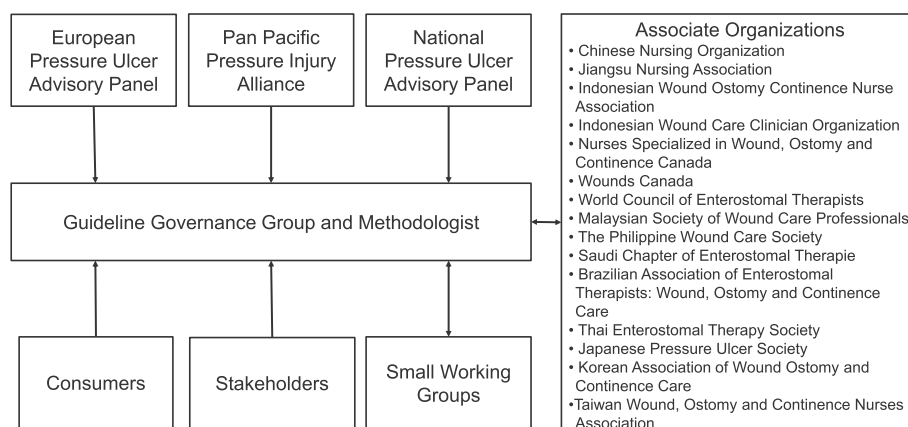 European
Pressure Ulcer
Advisory Panel
Pan Pacific
Pressure Injury
Alliance
National
Pressure Ulcer
Advisory Panel
Guideline Governance Group and Methodologist
Consumers
Stakeholders
Small Working
Groups
Associate Organizations
• Chinese Nursing Organization
• Jiangsu Nursing Association
• Indonesian Wound Ostomy Continence Nurse
Association
• Indonesian Wound Care Clinician Organization
• Nurses Specialized in Wound, Ostomy and
Continence Canada
• Wounds Canada
• World Council of Enterostomal Therapists
• Malaysian Society of Wound Care Professionals
• The Philippine Wound Care Society
• Saudi Chapter of Enterostomal Therapie
• Brazilian Association of Enterostomal
Therapists: Wound, Ostomy and Continence
Care
• Thai Enterostomal Therapy Society
• Japanese Pressure Ulcer Society
• Korean Association of Wound Ostomy and
Continence Care
•Taiwan Wound, Ostomy and Continence Nurses
Association